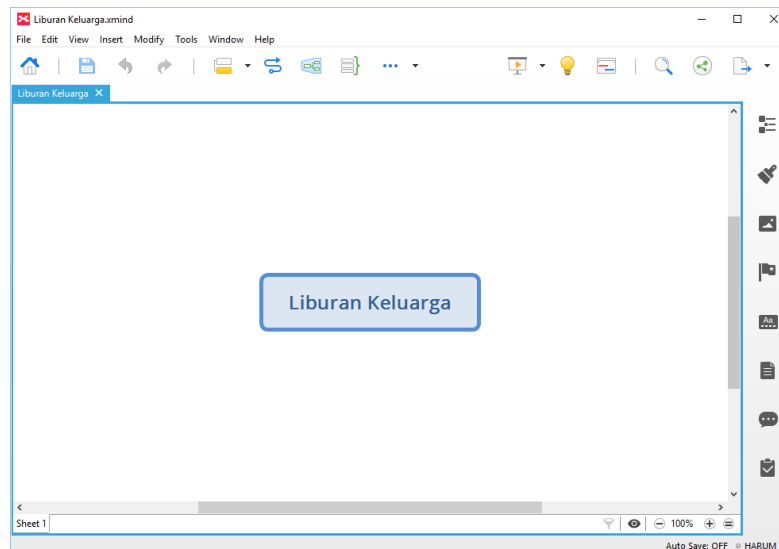 Liburan Keluarga.xmind
File Edit View Insert Modify Tools Window Help
Liburan Keluarga
Aa
Liburan Keluarga
Sheet 1
100%
Auto Save: OFF HARUM